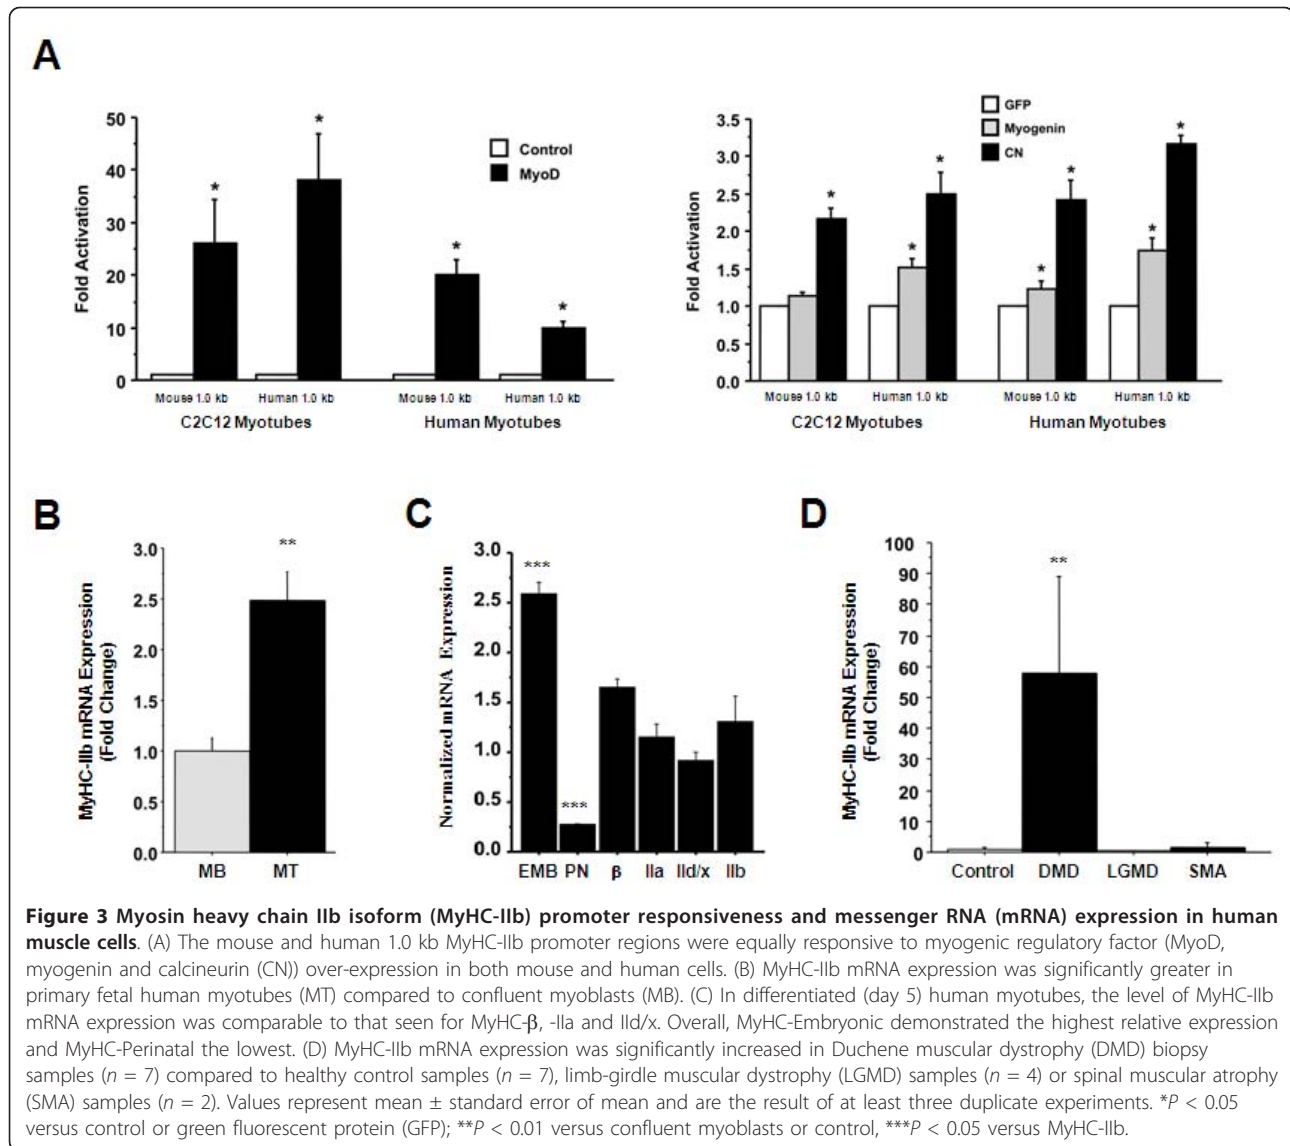 A
Fold Activation
50
40
30
20
10
0
* * * *
Control
MyoD
Mouse 1.0 kb Human 1.0 kb Mouse 1.0 kb Human 1.0 kb
C2C12 Myotubes Human Myotubes
Fold Activation
3.5
3.0
2.5
2.0
1.5
1.0
0.5
0.0
GFP
Myogenin
CN
* * * * * * *
Mouse 1.0 kb Human 1.0 kb Mouse 1.0 kb Human 1.0 kb
C2C12 Myotubes Human Myotubes
B
MyHC-IIb mRNA Expression
(Fold Change)
3.0
2.5
2.0
1.5
1.0
0.5
0.0
**
MB MT
C
Normalized mRNA Expression
3.0
2.5
2.0
1.5
1.0
0.5
0.0
*** ***
EMB PN β IIa IId/x IIb
D
MyHC-IIb mRNA Expression
(Fold Change)
100
90
80
70
60
50
40
30
20
10
0
**
Control DMD LGMD SMA
Figure 3 Myosin heavy chain IIb isoform (MyHC-IIb) promoter responsiveness and messenger RNA (mRNA) expression in human
muscle cells. (A) The mouse and human 1.0 kb MyHC-IIb promoter regions were equally responsive to myogenic regulatory factor (MyoD,
myogenin and calcineurin (CN)) over-expression in both mouse and human cells. (B) MyHC-IIb mRNA expression was significantly greater in
primary fetal human myotubes (MT) compared to confluent myoblasts (MB). (C) In differentiated (day 5) human myotubes, the level of MyHC-IIb
mRNA expression was comparable to that seen for MyHC-β, -IIa and IId/x. Overall, MyHC-Embryonic demonstrated the highest relative expression
and MyHC-Perinatal the lowest. (D) MyHC-IIb mRNA expression was significantly increased in Duchene muscular dystrophy (DMD) biopsy
samples (n = 7) compared to healthy control samples (n = 7), limb-girdle muscular dystrophy (LGMD) samples (n = 4) or spinal muscular atrophy
(SMA) samples (n = 2). Values represent mean ± standard error of mean and are the result of at least three duplicate experiments. *P < 0.05
versus control or green fluorescent protein (GFP); **P < 0.01 versus confluent myoblasts or control, ***P < 0.05 versus MyHC-IIb.